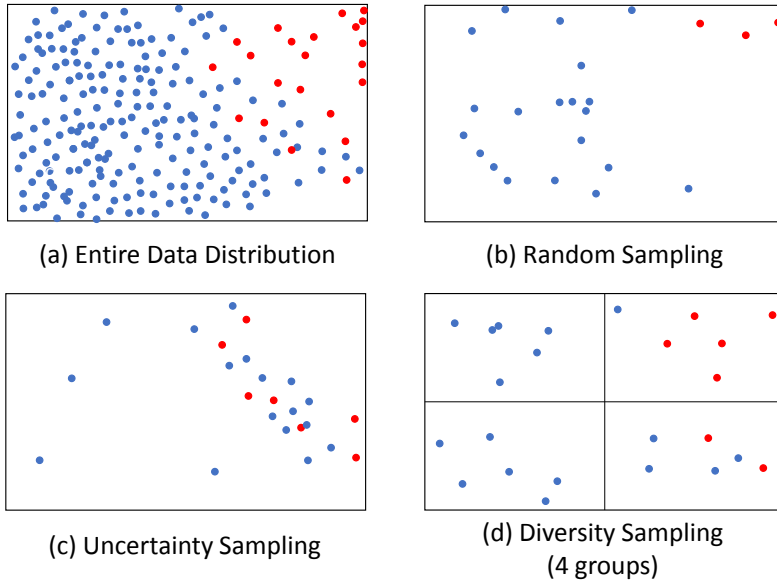 (a) Entire Data Distribution
(b) Random Sampling
(c) Uncertainty Sampling
(d) Diversity Sampling
(4 groups)